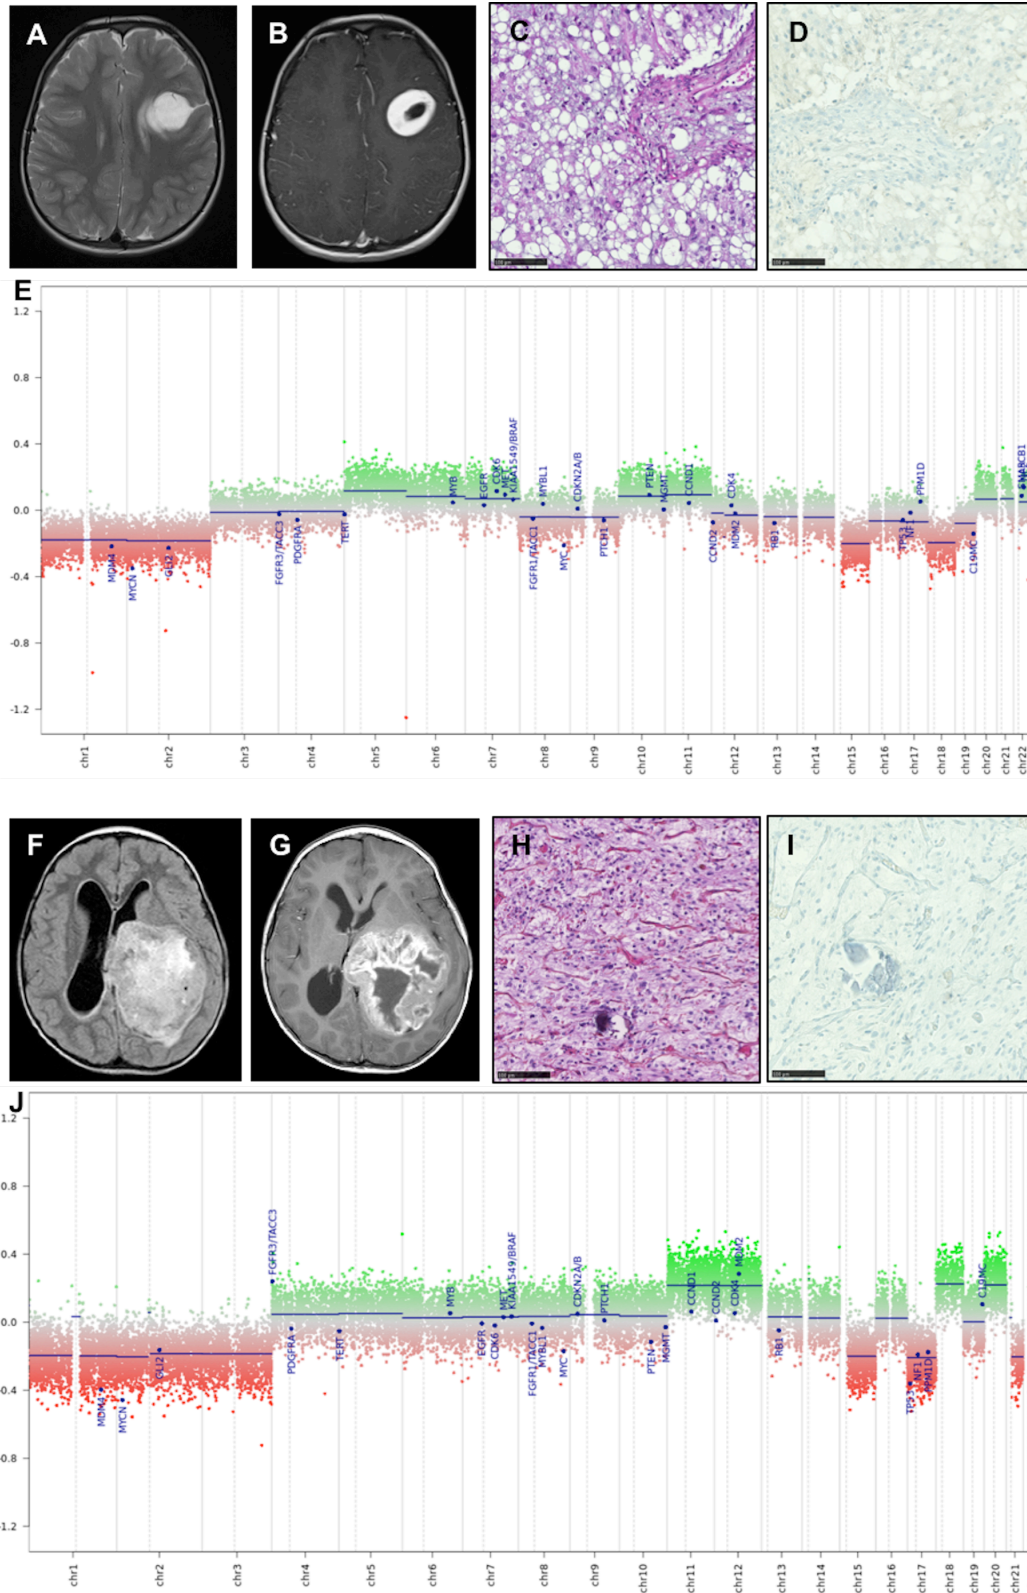 A
B
C
D
100 µm
E
1.2
0.8
0.4
0.0
-0.4
-0.8
-1.2
MDM4
MYCN
GLI2
FGFR3/TACC3
PDGFRA
TERT
MYB
EGFR
CDK6
MET
KIAA1549/BRAF
FGFR1/TACC1
MYBL1
MYC
CDKN2A/B
PTCH1
PTEN
MGMT
CCND1
CCND2
CDK4
MDM2
RB1
TP53
NF1
PPM1D
C19MC
chr1
chr2
chr3
chr4
chr5
chr6
chr7
chr8
chr9
chr10
chr11
chr12
chr13
chr14
chr15
chr16
chr17
chr18
chr19
chr20
chr21
chr22
F
G
H
I
J
1.2
0.8
0.4
0.0
-0.4
-0.8
-1.2
MDM4
MYCN
GLI2
FGFR3/TACC3
PDGFRA
TERT
MYB
EGFR
CDK6
MET
KIAA1549/BRAF
FGFR1/TACC1
MYBL1
MYC
CDKN2A/B
PTCH1
PTEN
MGMT
CCND1
CCND2
CDK4
MDM2
RB1
TP53
NF1
PPM1D
C19MC
chr1
chr2
chr3
chr4
chr5
chr6
chr7
chr8
chr9
chr10
chr11
chr12
chr13
chr14
chr15
chr16
chr17
chr18
chr19
chr20
chr21